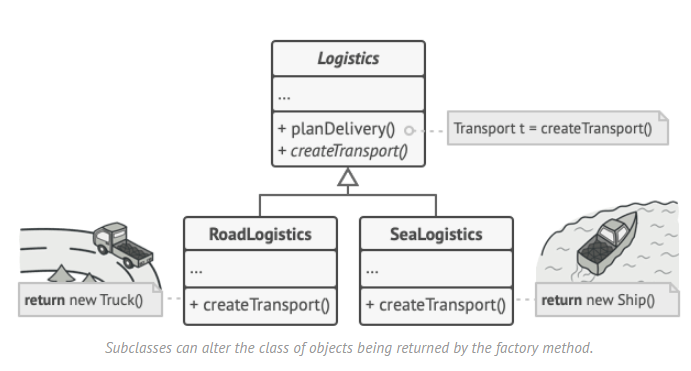 Logistics
...
+ planDelivery()
Transport t = createTransport()
+ createTransport()
RoadLogistics
SeaLogistics
...
...
return new Truck()
+ createTransport()
+ createTransport()
return new Ship()
Subclasses can alter the class of objects being returned by the factory method.